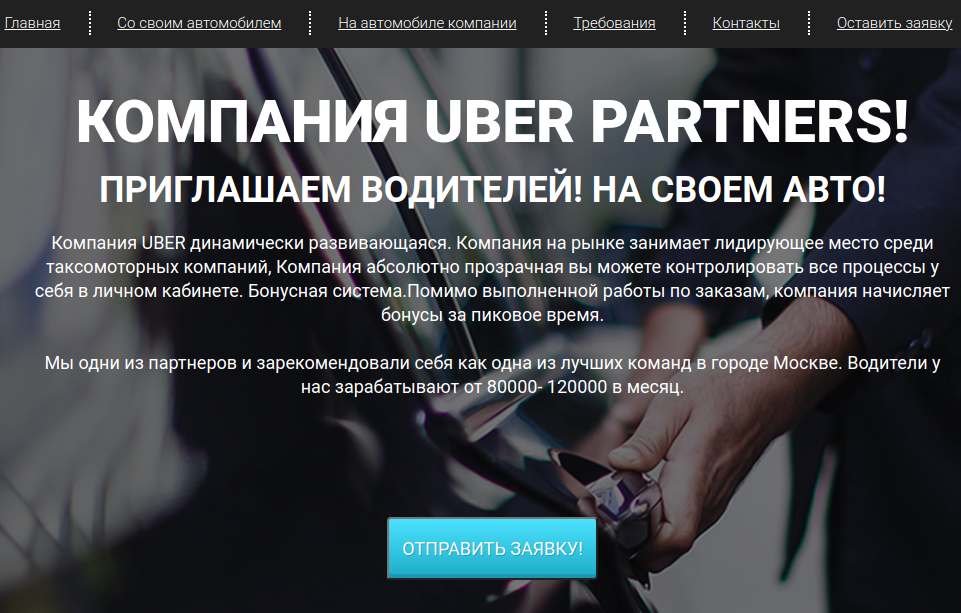 Главная Со своим автомобилем На автомобиле компании Требования Контакты Оставить заявку
КОМПАНИЯ UBER PARTNERS!
ПРИГЛАШАЕМ ВОДИТЕЛЕЙ! НА СВОЕМ АВТО!
Компания UBER динамически развивающаяся. Компания на рынке занимает лидирующее место среди
таксомоторных компаний, Компания абсолютно прозрачная вы можете контролировать все процессы у
себя в личном кабинете. Бонусная система.Помимо выполненной работы по заказам, компания начисляет
бонусы за пиковое время.
Мы одни из партнеров и зарекомендовали себя как одна из лучших команд в городе Москве. Водители у
нас зарабатывают от 80000- 120000 в месяц.
ОТПРАВИТЬ ЗАЯВКУ!